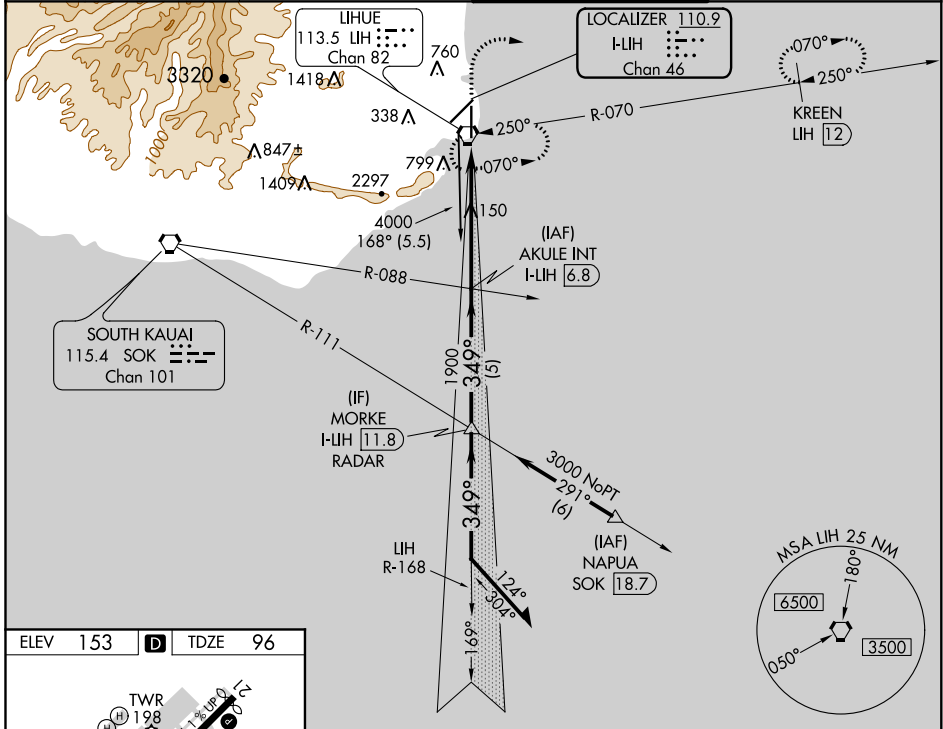 LIHUE
113.5 LIH
Chan 82
LOCALIZER 110.9
I-LIH
Chan 46
760
3320
1418
338
070°
250°
KREEN
LIH 12
R-070
250°
070°
847±
799
1409
2297
4000
168° (5.5)
150
(IAF)
AKULE INT
I-LIH 6.8
R-088
SOUTH KAUAI
115.4 SOK
Chan 101
R-111
1900
349°
(5)
(IF)
MORKE
I-LIH 11.8
RADAR
3000 NoPT
291°
(6)
349°
(IAF)
NAPUA
SOK 18.7
LIH
R-168
124°
304°
169°
MSA LIH 25 NM
180°
6500
3500
050°
1000
ELEV 153 D TDZE 96
TWR
198
H
H
1% UP
21
P